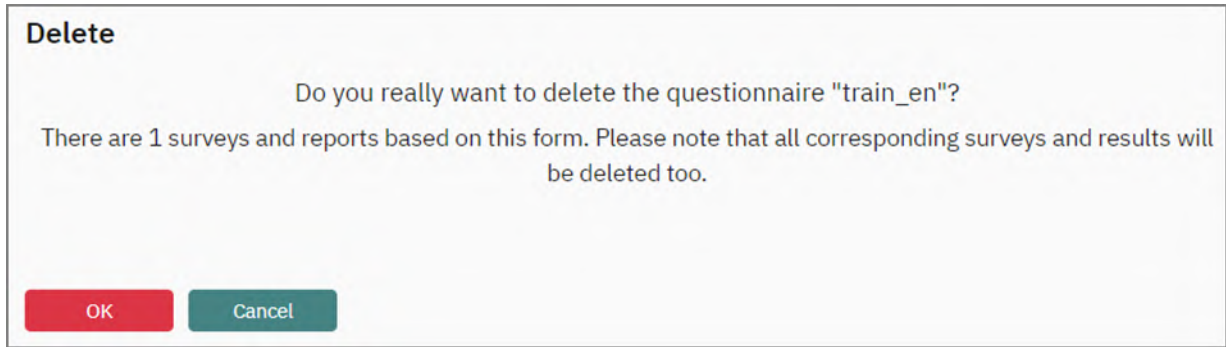 Delete
Do you really want to delete the questionnaire "train_en"?
There are 1 surveys and reports based on this form. Please note that all corresponding surveys and results will
be deleted too.
OK
Cancel